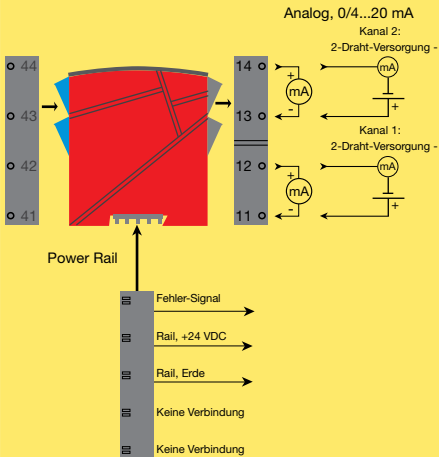 Analog, 0/4...20 mA
Kanal 2:
2-Draht-Versorgung -
44
14
+
mA
-
mA
+
43
13
Kanal 1:
2-Draht-Versorgung -
42
12
+
mA
-
mA
+
41
11
Power Rail
Fehler-Signal
Rail, +24 VDC
Rail, Erde
Keine Verbindung
Keine Verbindung